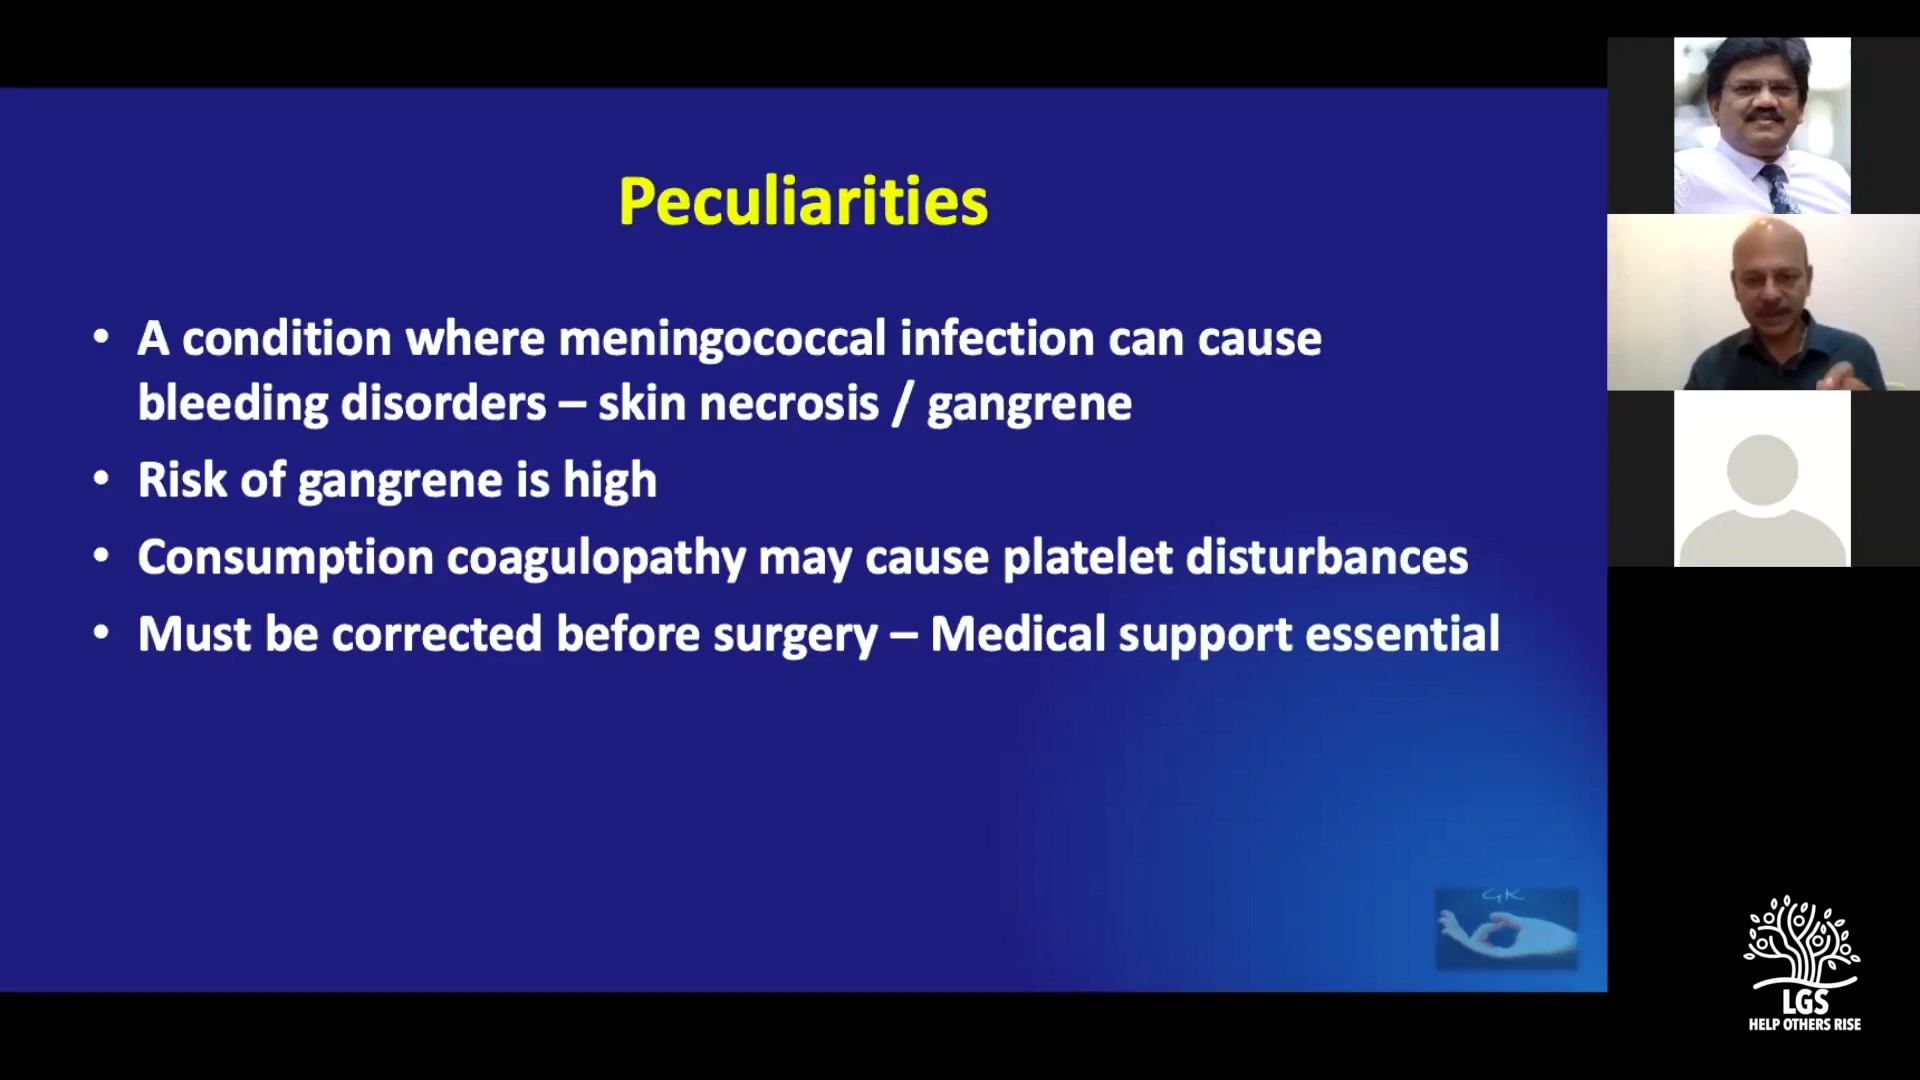 Peculiarities
• A condition where meningococcal infection can cause
bleeding disorders – skin necrosis / gangrene
• Risk of gangrene is high
• Consumption coagulopathy may cause platelet disturbances
• Must be corrected before surgery – Medical support essential
GK
LGS
HELP OTHERS RISE